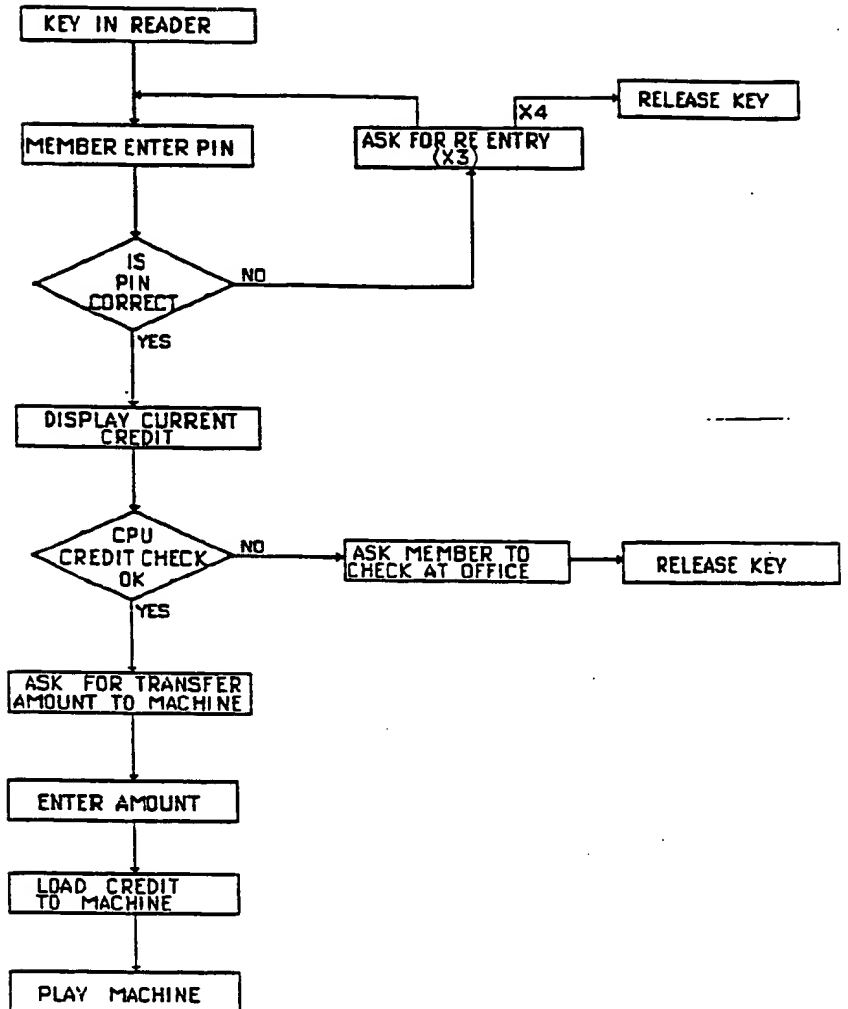 KEY IN READER
RELEASE KEY
X4
MEMBER ENTER PIN
ASK FOR RE ENTRY
(X3)
IS
PIN
CORRECT
NO
YES
DISPLAY CURRENT
CREDIT
CPU
CREDIT CHECK
OK
NO
ASK MEMBER TO
CHECK AT OFFICE
RELEASE KEY
YES
ASK FOR TRANSFER
AMOUNT TO MACHINE
ENTER AMOUNT
LOAD CREDIT
TO MACHINE
PLAY MACHINE